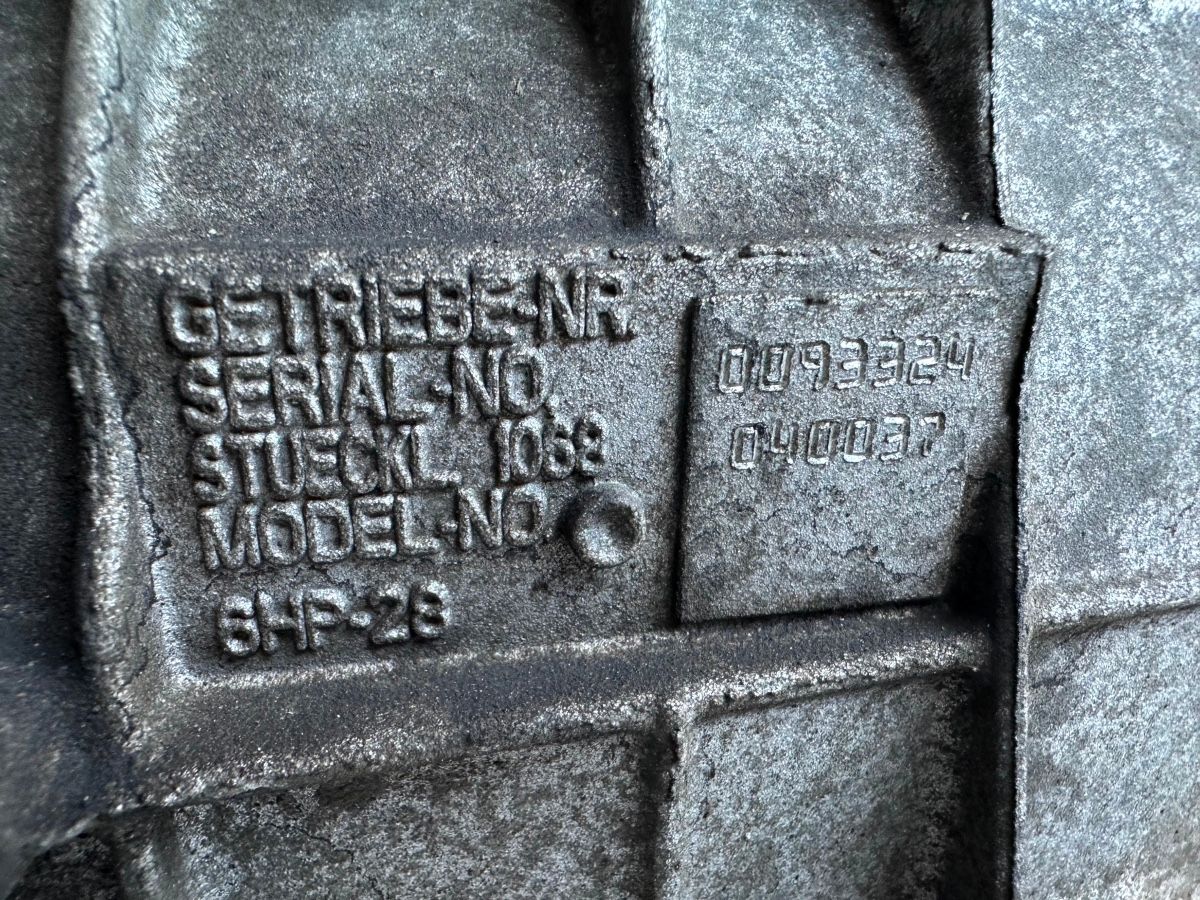 GETRIEBE-NR.
SERIAL-NO.
STUECKL. 1068
MODEL-NO.
6HP-28
0093324
040037